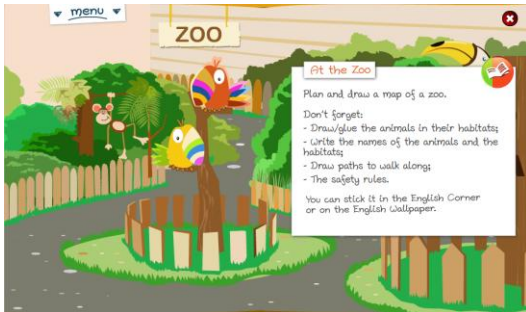 menu
ZOO
At the Zoo
Plan and draw a map of a zoo.
Don't forget:
- Draw/glue the animals in their habitats;
- Write the names of the animals and the
habitats;
- Draw paths to walk along;
- The safety rules.
You can stick it in the English Corner
or on the English Wallpaper.